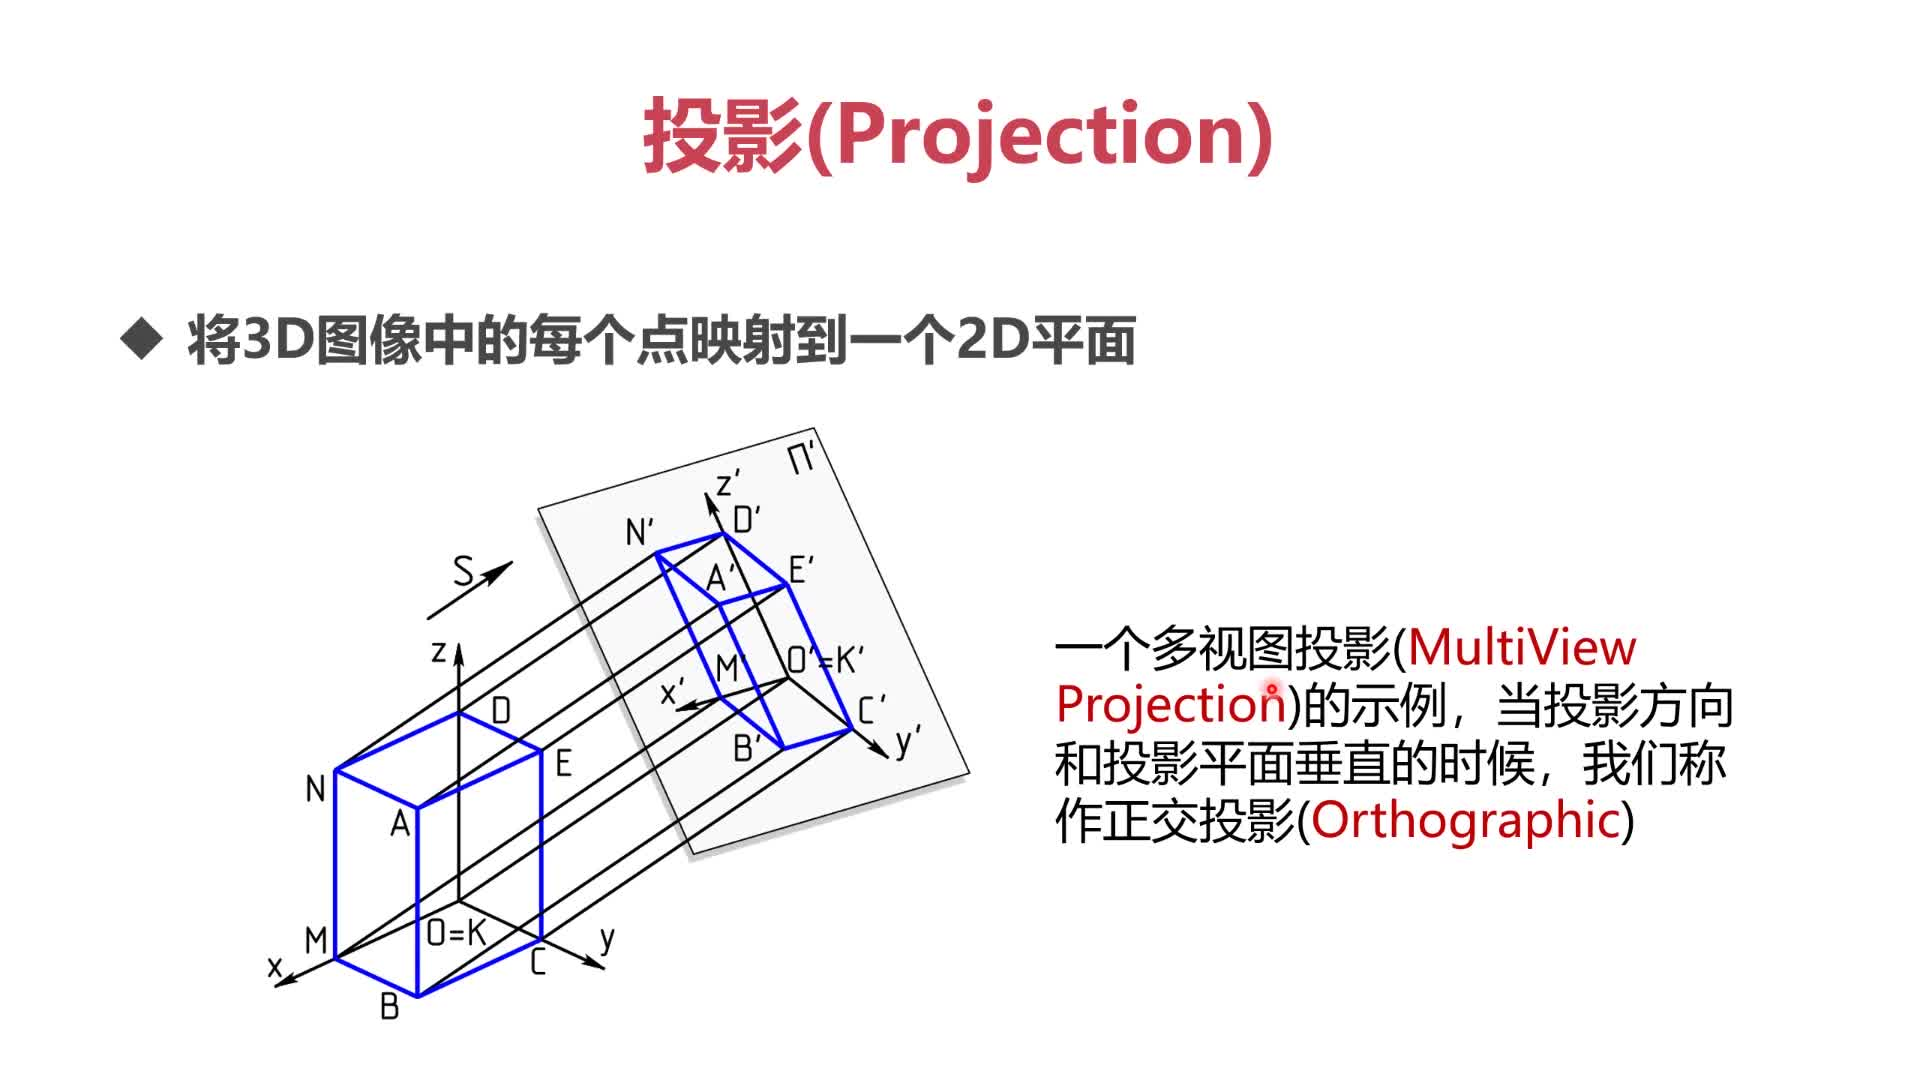 投影(Projection)
◆ 将3D图像中的每个点映射到一个2D平面
Π'
z'
D'
N'
E'
A'
S
O'=K'
M'
z
x'
C'
D
y'
B'
E
N
A
O=K
M
y
C
x
B
一个多视图投影(MultiView
Projection)的示例，当投影方向
和投影平面垂直的时候，我们称
作正交投影(Orthographic)